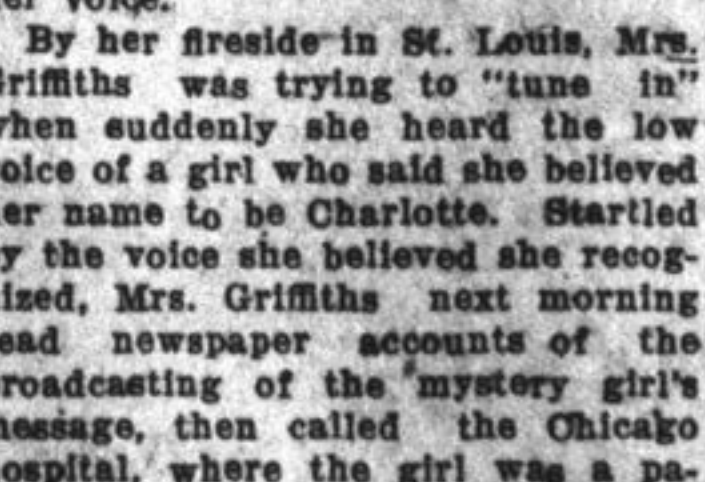 er voice.
By her fireside in St. Louis, Mrs.
riffiths was trying to "tune in"
hen suddenly she heard the low
oice of a girl who said she believed
er name to be Charlotte. Startled
y the voice she believed she recog-
ized, Mrs. Griffiths next morning
ead newspaper accounts of the
roadcasting of the mystery girl's
essage, then called the Chicago
ospital, where the girl was a pa-